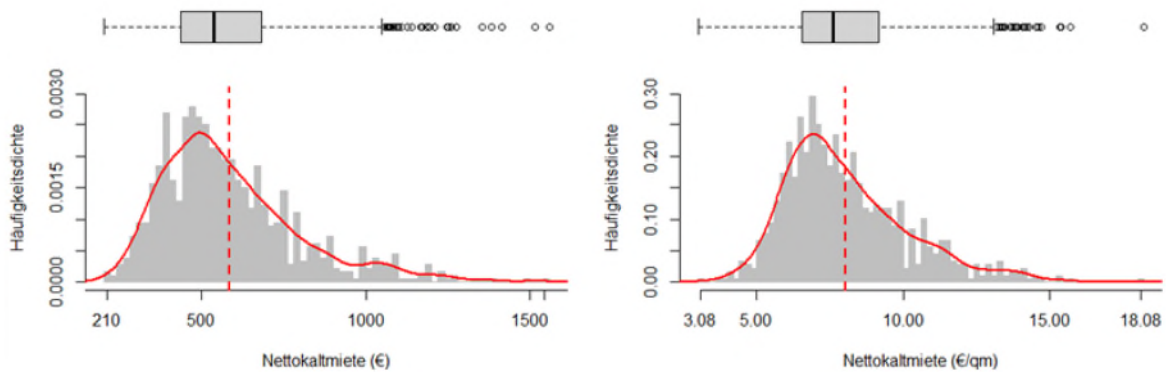 Häufigkeitsdichte
0.0000 0.0015 0.0030
210 500 1000 1500
Nettokaltmiete (€)
Häufigkeitsdichte
0.00 0.10 0.20 0.30
3.08 5.00 10.00 15.00 18.08
Nettokaltmiete (€/qm)